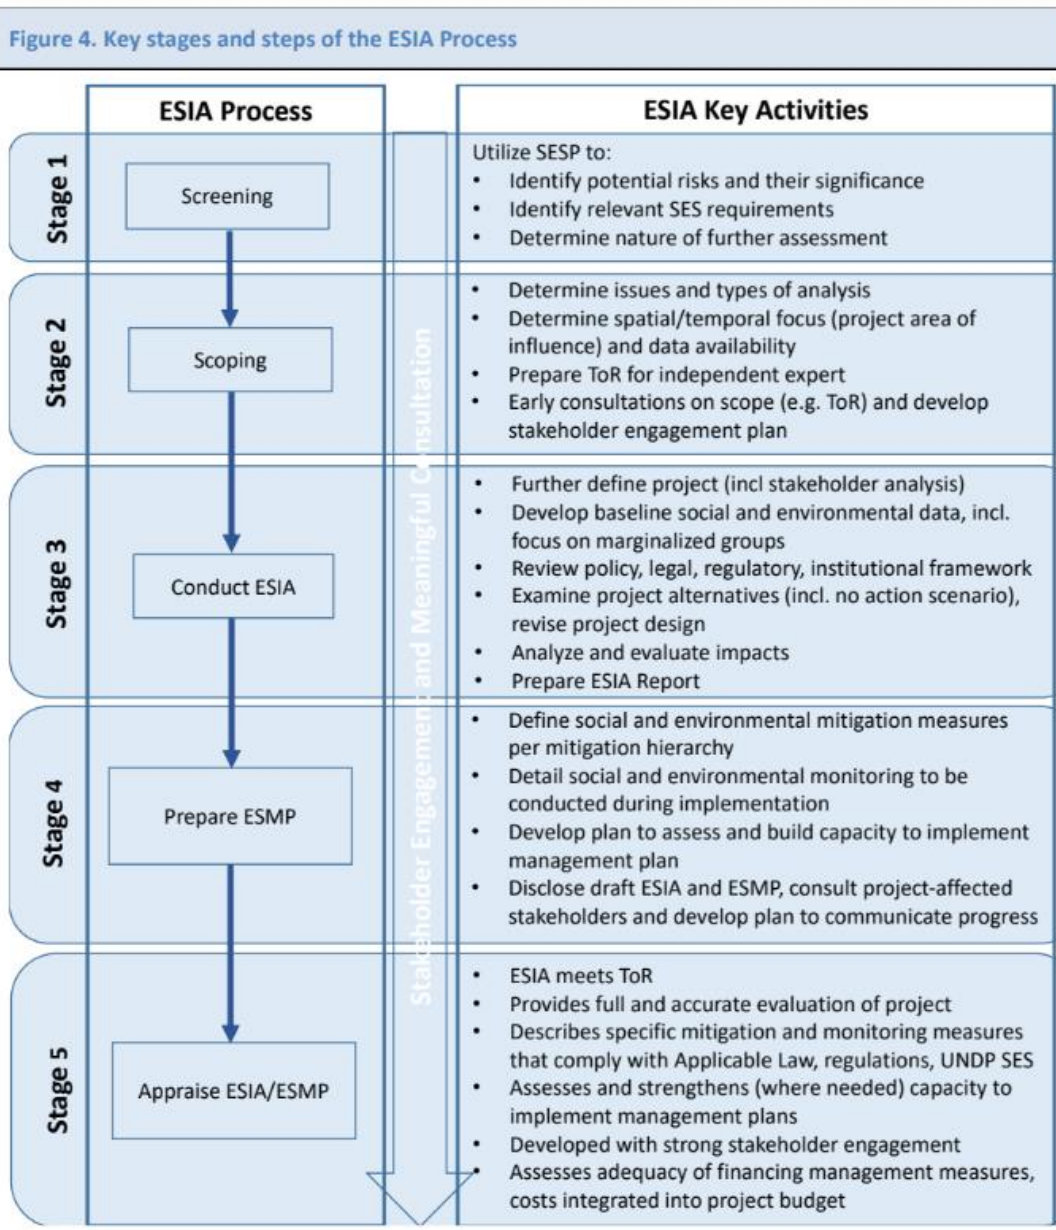 Figure 4. Key stages and steps of the ESIA Process
ESIA Process
ESIA Key Activities
Stage 1
Screening
Utilize SESP to:
• Identify potential risks and their significance
• Identify relevant SES requirements
• Determine nature of further assessment
Stage 2
Scoping
• Determine issues and types of analysis
• Determine spatial/temporal focus (project area of
influence) and data availability
• Prepare ToR for independent expert
• Early consultations on scope (e.g. ToR) and develop
stakeholder engagement plan
Stage 3
Conduct ESIA
• Further define project (incl stakeholder analysis)
• Develop baseline social and environmental data, incl.
focus on marginalized groups
• Review policy, legal, regulatory, institutional framework
• Examine project alternatives (incl. no action scenario),
revise project design
• Analyze and evaluate impacts
• Prepare ESIA Report
Stage 4
Prepare ESMP
• Define social and environmental mitigation measures
per mitigation hierarchy
• Detail social and environmental monitoring to be
conducted during implementation
• Develop plan to assess and build capacity to implement
management plan
• Disclose draft ESIA and ESMP, consult project-affected
stakeholders and develop plan to communicate progress
Stage 5
Appraise ESIA/ESMP
• ESIA meets ToR
• Provides full and accurate evaluation of project
• Describes specific mitigation and monitoring measures
that comply with Applicable Law, regulations, UNDP SES
• Assesses and strengthens (where needed) capacity to
implement management plans
• Developed with strong stakeholder engagement
• Assesses adequacy of financing management measures,
costs integrated into project budget
Stakeholder Engagement and Meaningful Consultation